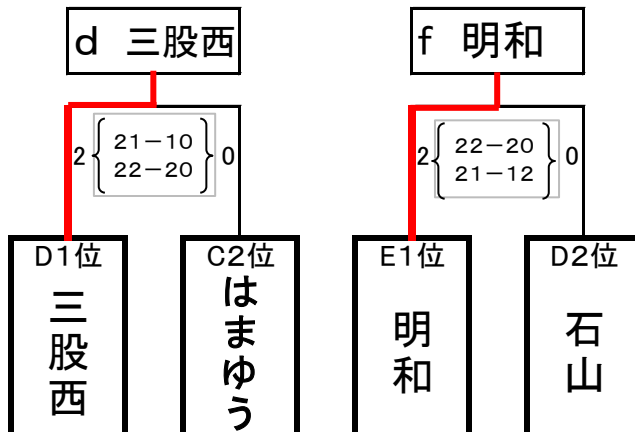 d 三股西
f 明和
2 21－10 0
22－20
2 22－20 0
21－12
D1位
三股西
C2位
はまゆう
E1位
明和
D2位
石山